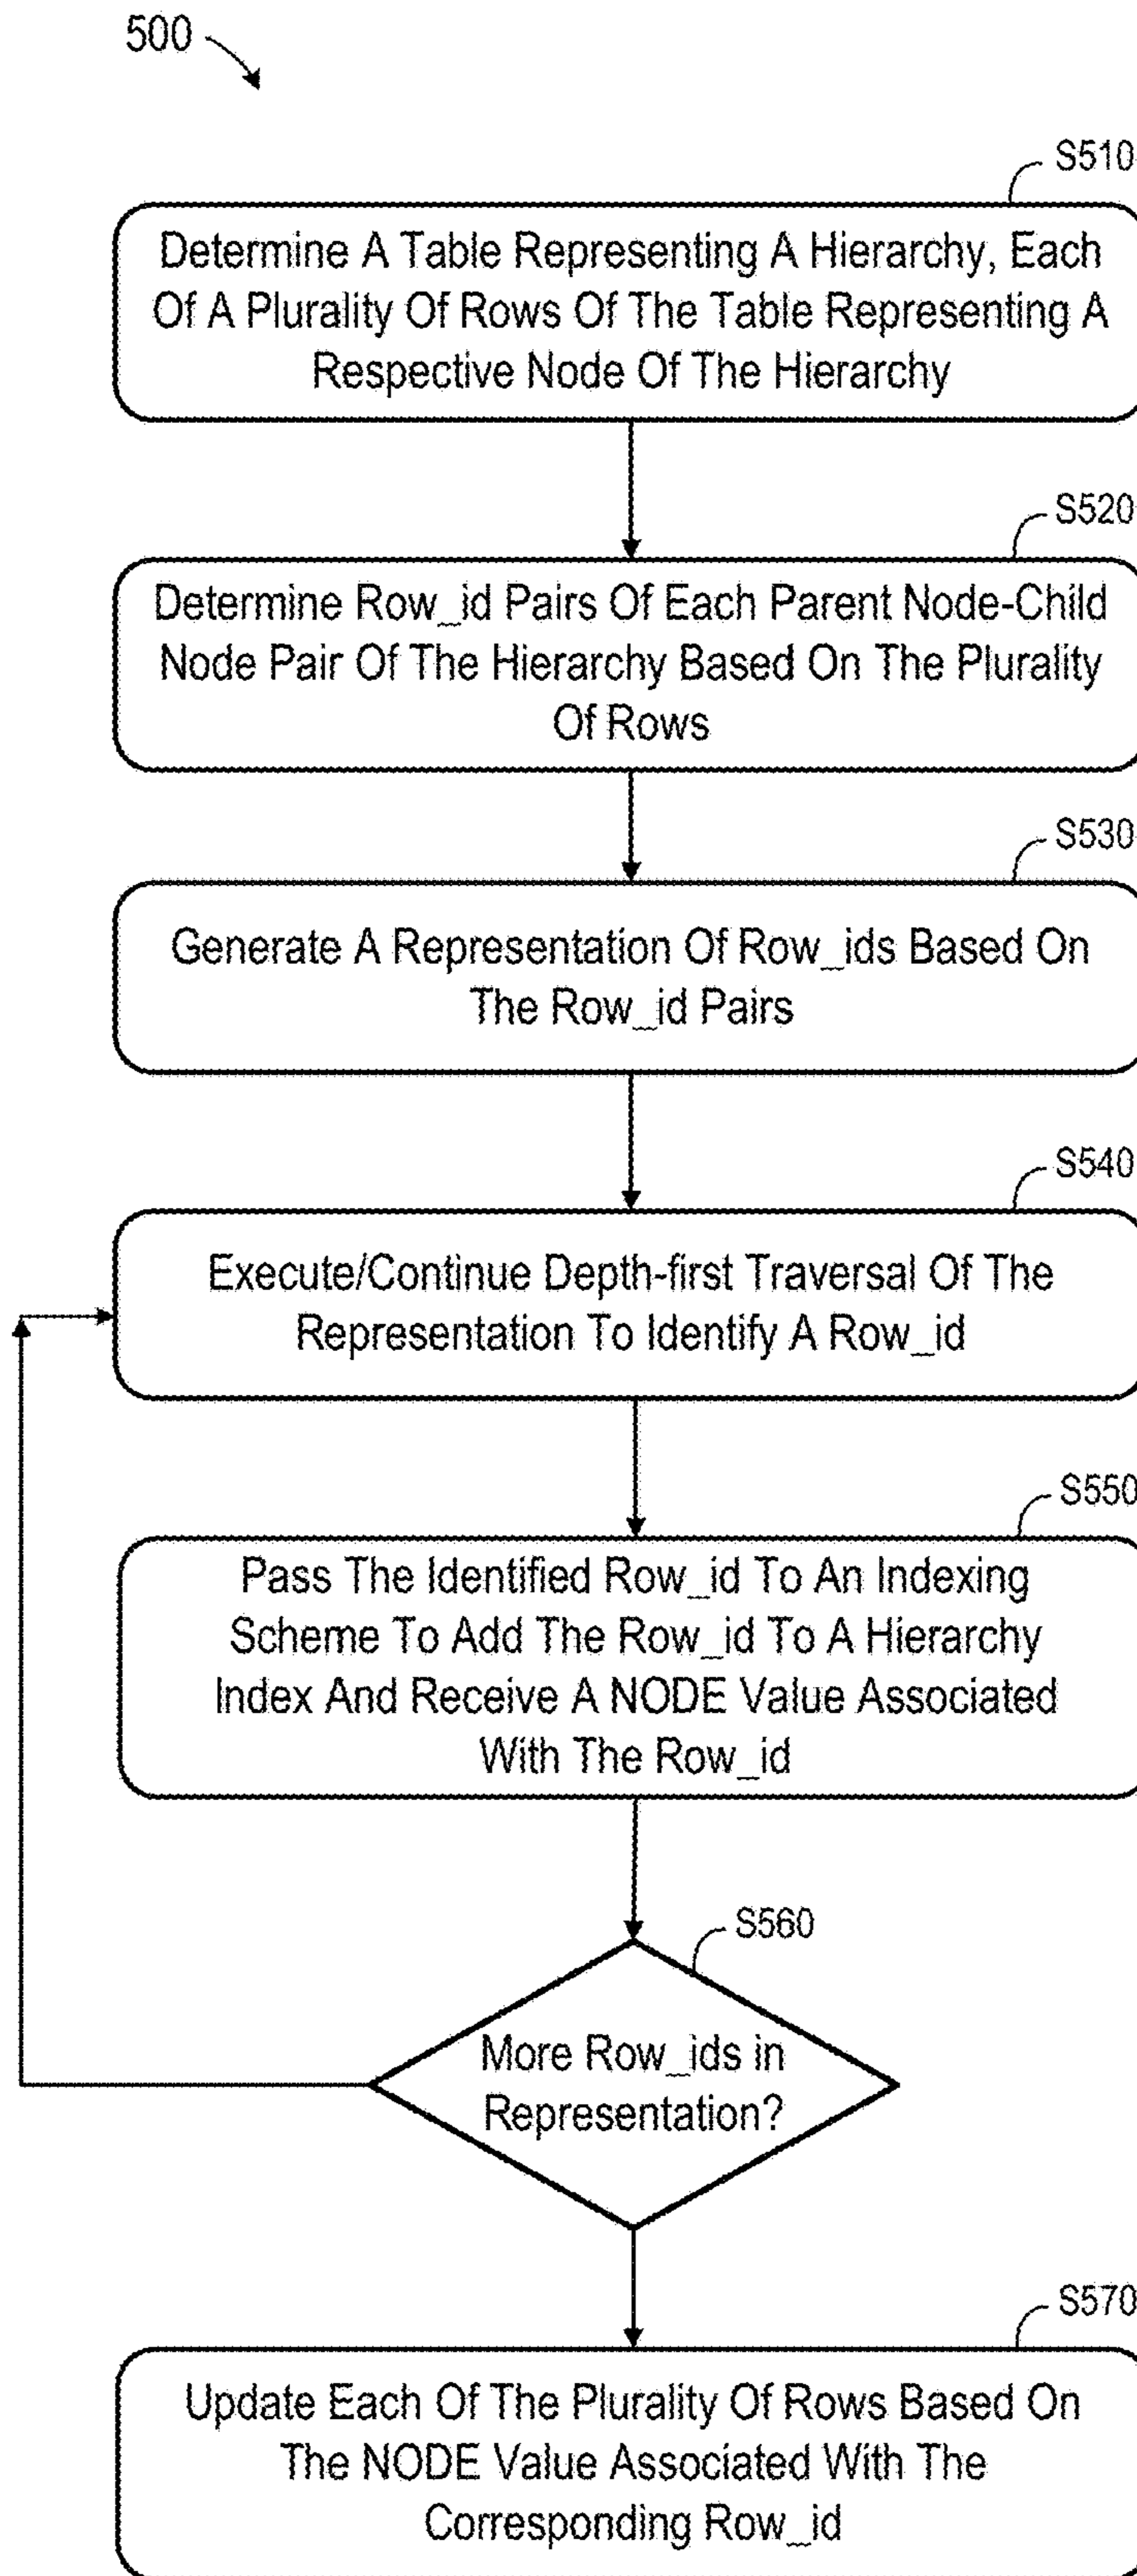 500
S510
Determine A Table Representing A Hierarchy, Each
Of A Plurality Of Rows Of The Table Representing A
Respective Node Of The Hierarchy
S520
Determine Row_id Pairs Of Each Parent Node-Child
Node Pair Of The Hierarchy Based On The Plurality
Of Rows
S530
Generate A Representation Of Row_ids Based On
The Row_id Pairs
S540
Execute/Continue Depth-first Traversal Of The
Representation To Identify A Row_id
S550
Pass The Identified Row_id To An Indexing
Scheme To Add The Row_id To A Hierarchy
Index And Receive A NODE Value Associated
With The Row_id
S560
More Row_ids in
Representation?
S570
Update Each Of The Plurality Of Rows Based On
The NODE Value Associated With The
Corresponding Row_id